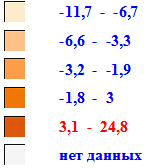 -11,7 - -6,7
-6,6 - -3,3
-3,2 - -1,9
-1,8 - 3
3,1 - 24,8
нет данных